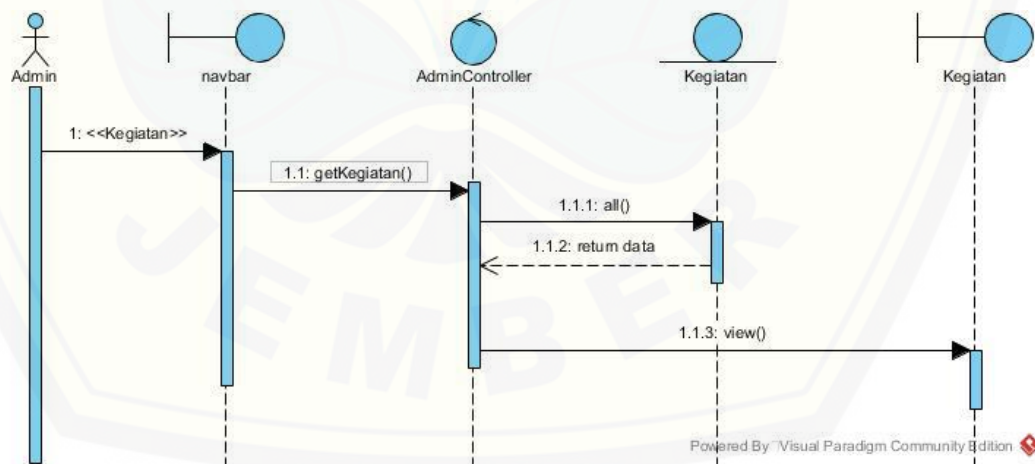 Admin
navbar
AdminController
Kegiatan
Kegiatan
1: <<Kegiatan>>
1.1: getKegiatan()
1.1.1: all()
1.1.2: return data
1.1.3: view()
JEMBER
Powered By Visual Paradigm Community Edition